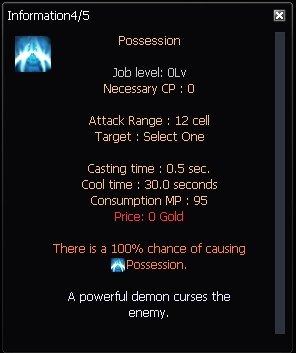 Information4/5
Possession
Job level: 0Lv
Necessary CP : 0
Attack Range : 12 cell
Target : Select One
Casting time : 0.5 sec.
Cool time : 30.0 seconds
Consumption MP : 95
Price: 0 Gold
There is a 100% chance of causing
Possession.
A powerful demon curses the
enemy.